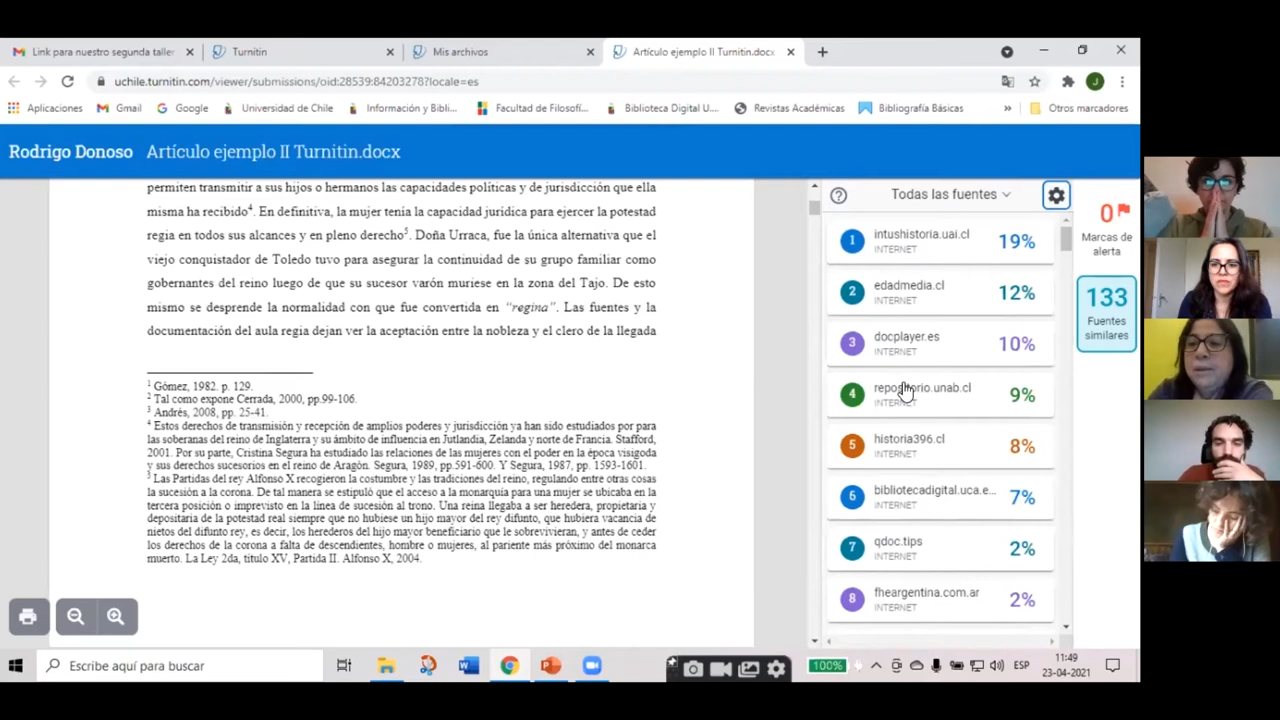 Link para nuestro segunda taller
Turnitin
Mis archivos
Artículo ejemplo II Turnitin.docx
uchile.turnitin.com/viewer/submissions/oid:28539:84203278?locale=es
Aplicaciones
Gmail
Google
Universidad de Chile
Información y Bibli...
Facultad de Filosofí...
Biblioteca Digital U...
Revistas Académicas
Bibliografía Básicas
»
Otros marcadores
J
Rodrigo Donoso Artículo ejemplo II Turnitin.docx
permiten transmitir a sus hijos o hermanos las capacidades políticas y de jurisdicción que ella
misma ha recibido⁴. En definitiva, la mujer tenía la capacidad jurídica para ejercer la potestad
regia en todos sus alcances y en pleno derecho⁵. Doña Urraca, fue la única alternativa que el
viejo conquistador de Toledo tuvo para asegurar la continuidad de su grupo familiar como
gobernantes del reino luego de que su sucesor varón muriese en la zona del Tajo. De esto
mismo se desprende la normalidad con que fue convertida en “regina”. Las fuentes y la
documentación del aula regia dejan ver la aceptación entre la nobleza y el clero de la llegada
1 Gómez, 1982. p. 129.
2 Tal como expone Cerrada, 2000, pp.99-106.
3 Andrés, 2008, pp. 25-41.
4 Estos derechos de transmisión y recepción de amplios poderes y jurisdicción ya han sido estudiados por para
las soberanas del reino de Inglaterra y su ámbito de influencia en Jutlandia, Zelanda y norte de Francia. Stafford,
2001. Por su parte, Cristina Segura ha estudiado las relaciones de las mujeres con el poder en la época visigoda
y sus derechos sucesorios en el reino de Aragón. Segura, 1989, pp.591-600. Y Segura, 1987, pp. 1593-1601.
5 Las Partidas del rey Alfonso X recogieron la costumbre y las tradiciones del reino, regulando entre otras cosas
la sucesión a la corona. De tal manera se estipuló que el acceso a la monarquía para una mujer se ubicaba en la
tercera posición o imprevisto en la línea de sucesión al trono. Una reina llegaba a ser heredera, propietaria y
depositaria de la potestad real siempre que no hubiese un hijo mayor del rey difunto, que hubiera vacancia de
nietos del difunto rey, es decir, los herederos del hijo mayor beneficiario que le sobrevivieran, y antes de ceder
los derechos de la corona a falta de descendientes, hombre o mujeres, al pariente más próximo del monarca
muerto. La Ley 2da, título XV, Partida II. Alfonso X, 2004.
Todas las fuentes
1 intushistoria.uai.cl 19%
INTERNET
2 edadmedia.cl 12%
INTERNET
3 docplayer.es 10%
INTERNET
4 repositorio.unab.cl 9%
INTERNET
5 historia396.cl 8%
INTERNET
6 bibliotecadigital.uca.e... 7%
INTERNET
7 qdoc.tips 2%
INTERNET
8 fheargentina.com.ar 2%
INTERNET
0
Marcas de
alerta
133
Fuentes
similares
Escribe aquí para buscar
100%
ESP
11:49
23-04-2021